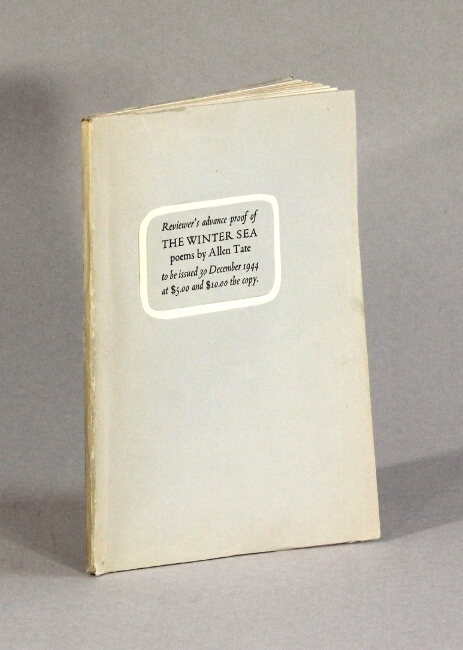 Reviewer's advance proof of
THE WINTER SEA
poems by Allen Tate
to be issued 30 December 1944
at $5.00 and $10.00 the copy.